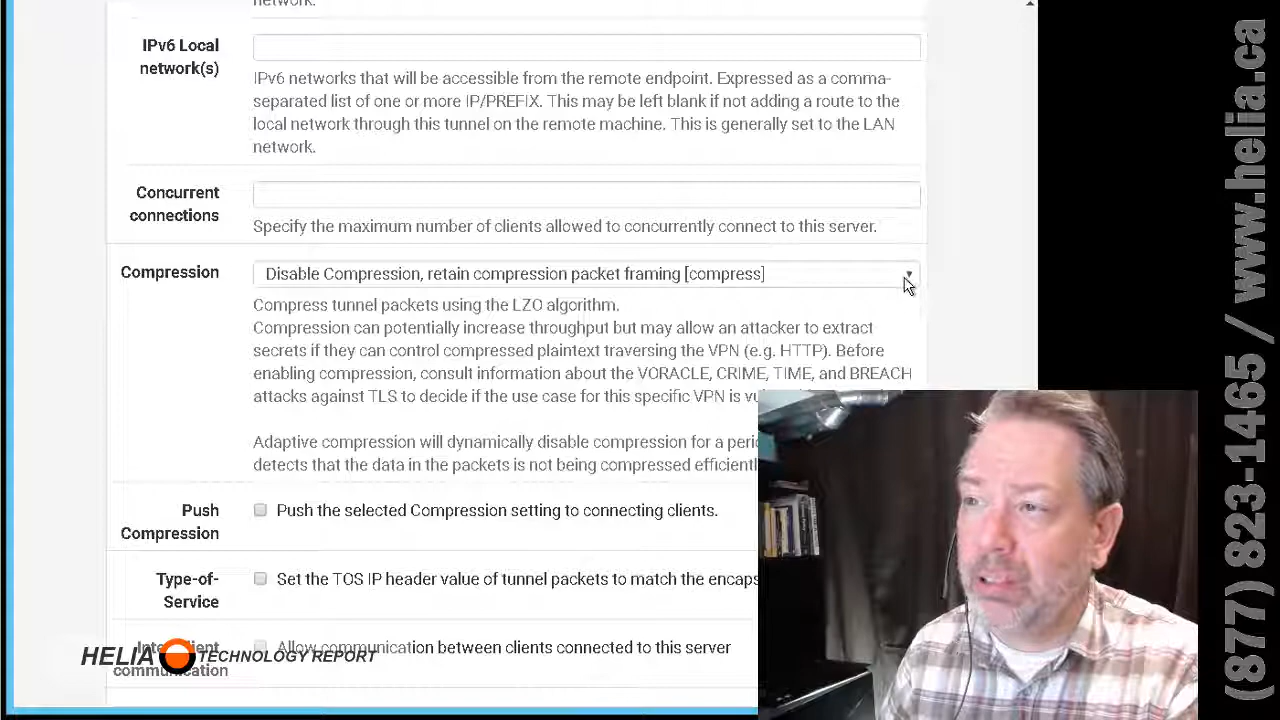 network.
IPv6 Local
network(s)
IPv6 networks that will be accessible from the remote endpoint. Expressed as a comma-
separated list of one or more IP/PREFIX. This may be left blank if not adding a route to the
local network through this tunnel on the remote machine. This is generally set to the LAN
network.
Concurrent
connections
Specify the maximum number of clients allowed to concurrently connect to this server.
Compression
Disable Compression, retain compression packet framing [compress]
Compress tunnel packets using the LZO algorithm.
Compression can potentially increase throughput but may allow an attacker to extract
secrets if they can control compressed plaintext traversing the VPN (e.g. HTTP). Before
enabling compression, consult information about the VORACLE, CRIME, TIME, and BREACH
attacks against TLS to decide if the use case for this specific VPN is
Adaptive compression will dynamically disable compression for a
detects that the data in the packets is not being compressed
Push
Compression
Push the selected Compression setting to connecting clients.
Type-of-
Service
Set the TOS IP header value of tunnel packets to match the
Allow communication between clients connected to this server
communication
HELIA TECHNOLOGY REPORT
(877) 823-1465 / www.helia.ca